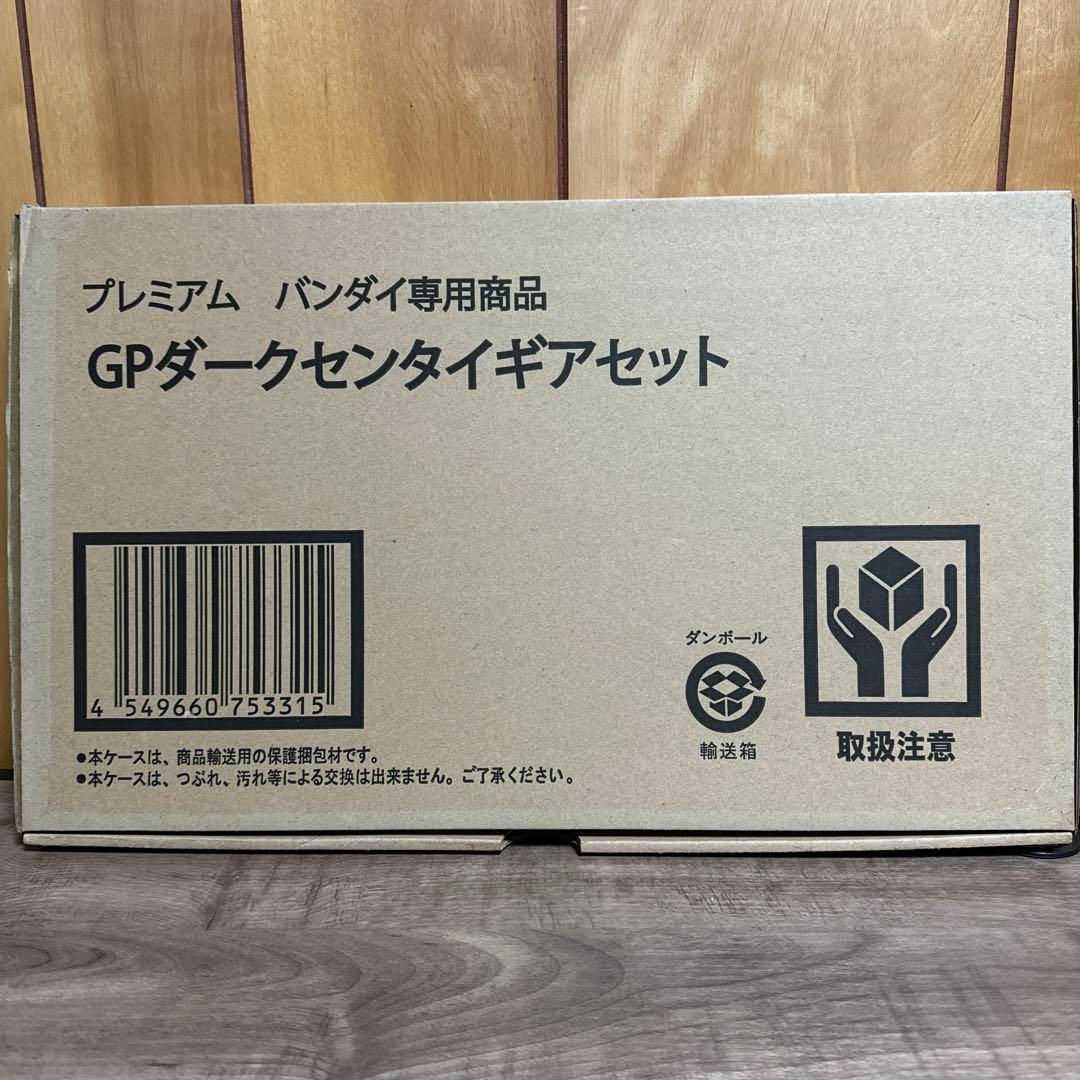 プレミアム　バンダイ専用商品
GPダークセンタイギアセット
4 549660 753315
●本ケースは、商品輸送用の保護梱包材です。
●本ケースは、つぶれ、汚れ等による交換は出来ません。ご了承ください。
ダンボール
輸送箱
取扱注意